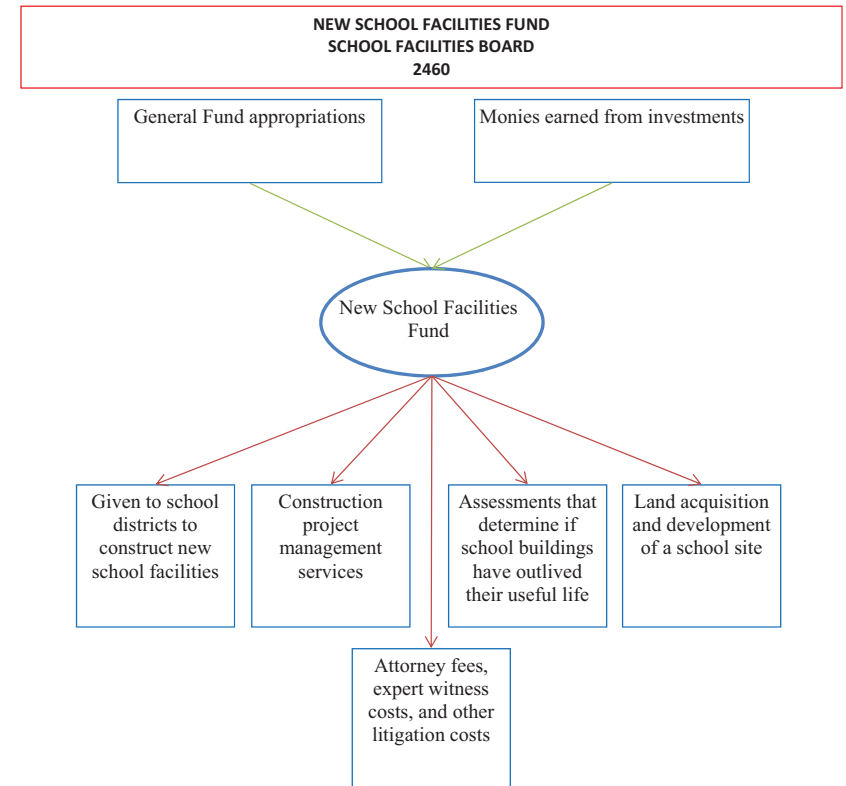 NEW SCHOOL FACILITIES FUND
SCHOOL FACILITIES BOARD
2460
General Fund appropriations
Monies earned from investments
New School Facilities
Fund
Given to school
districts to
construct new
school facilities
Construction
project
management
services
Assessments that
determine if
school buildings
have outlived
their useful life
Land acquisition
and development
of a school site
Attorney fees,
expert witness
costs, and other
litigation costs